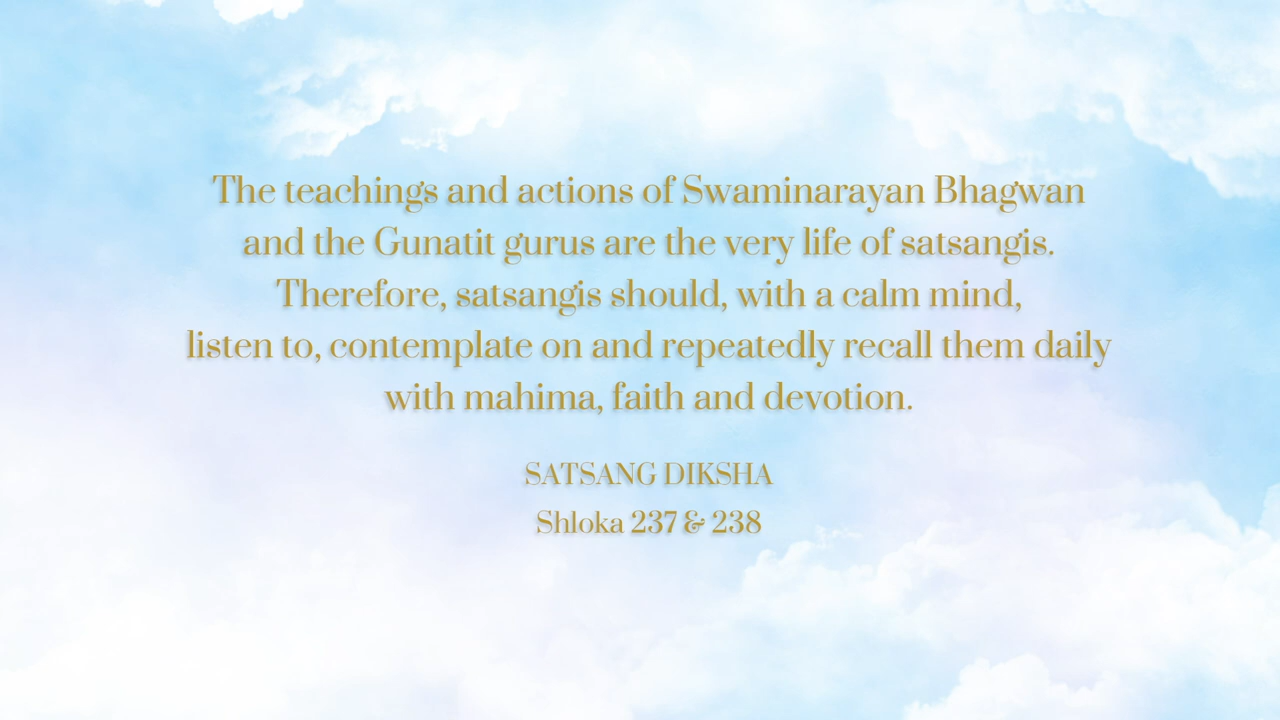 The teachings and actions of Swaminarayan Bhagwan
and the Gunatit gurus are the very life of satsangis.
Therefore, satsangis should, with a calm mind,
listen to, contemplate on and repeatedly recall them daily
with mahima, faith and devotion.
SATSANG DIKSHA
Shloka 237 & 238